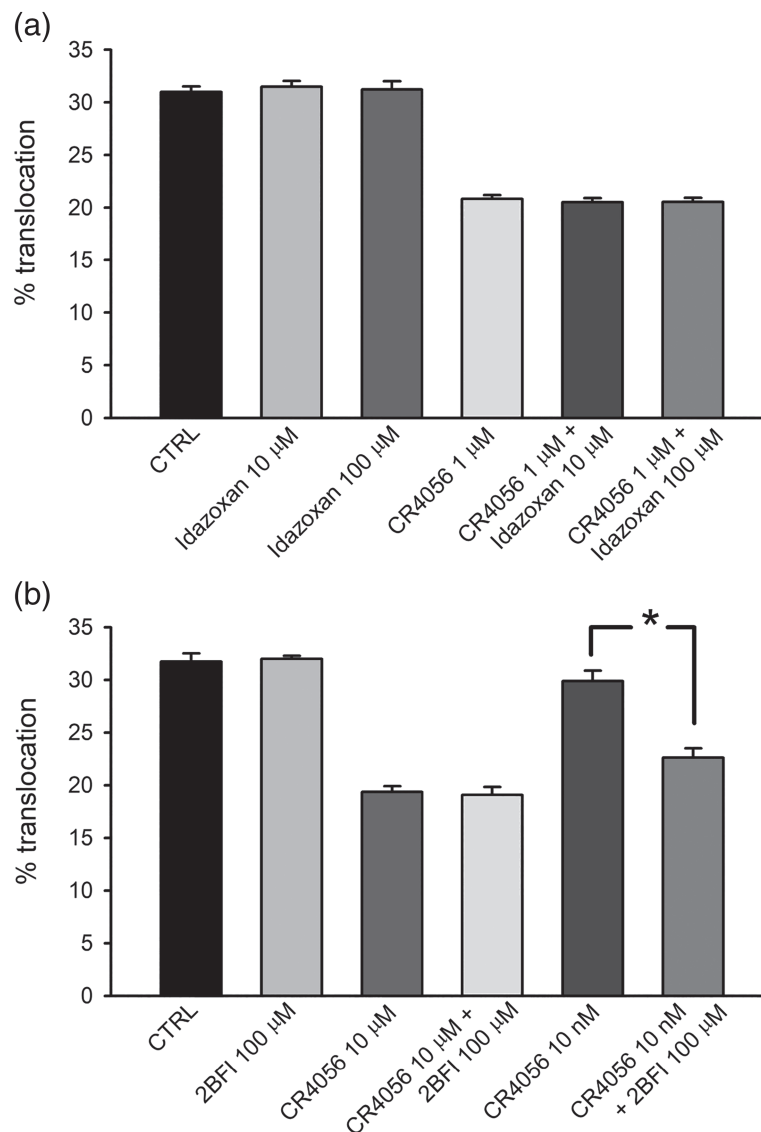 (a)
% translocation
35
30
25
20
15
10
5
0
CTRL
Idazoxan 10 μM
Idazoxan 100 μM
CR4056 1 μM
CR4056 1 μM +
Idazoxan 10 μM
CR4056 1 μM +
Idazoxan 100 μM
(b)
% translocation
35
30
25
20
15
10
5
0
*
CTRL
2BFI 100 μM
CR4056 10 μM
CR4056 10 μM +
2BFI 100 μM
CR4056 10 nM
CR4056 10 nM
+ 2BFI 100 μM